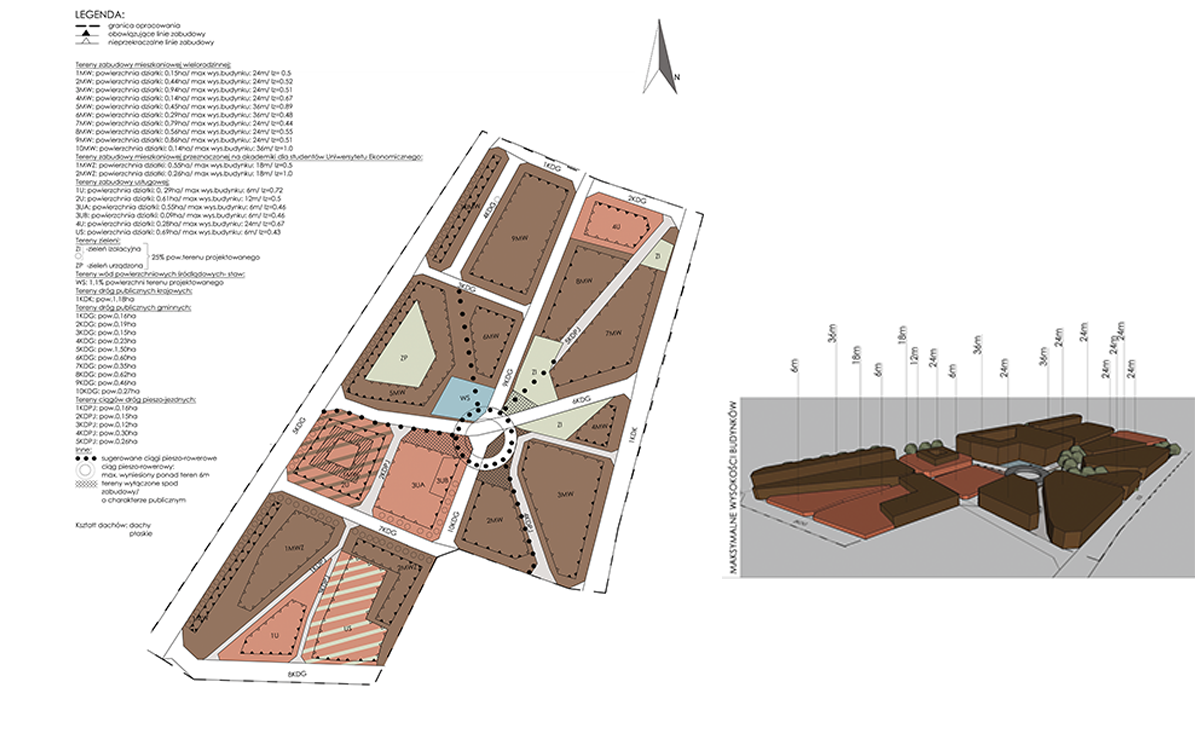 LEGENDA:
granica opracowania
obowiązujące linie zabudowy
nieprzekraczalne linie zabudowy
Tereny zabudowy mieszkaniowej wielorodzinnej:
1MW: powierzchnia działki: 0,15ha/ max wys.budynku: 24m/ Iz= 0.5
2MW: powierzchnia działki: 0,44ha/ max wys.budynku: 24m/ Iz=0.52
3MW: powierzchnia działki: 0,94ha/ max wys.budynku: 24m/ Iz=0.51
4MW: powierzchnia działki: 0,14ha/ max wys.budynku: 24m/ Iz=0.67
5MW: powierzchnia działki: 0,45ha/ max wys.budynku: 36m/ Iz=0.89
6MW: powierzchnia działki: 0,29ha/ max wys.budynku: 36m/ Iz=0.48
7MW: powierzchnia działki: 0,79ha/ max wys.budynku: 24m/ Iz=0.44
8MW: powierzchnia działki: 0,56ha/ max wys.budynku: 24m/ Iz=0.55
9MW: powierzchnia działki: 0,86ha/ max wys.budynku: 24m/ Iz=0.51
10MW: powierzchnia działki: 0,14ha/ max wys.budynku: 36m/ Iz=1.0
Tereny zabudowy mieszkaniowej przeznaczonej na akademiki dla studentów Uniwersytetu Ekonomicznego:
1MWZ: powierzchnia działki: 0,55ha/ max wys.budynku: 18m/ Iz=0.5
2MWZ: powierzchnia działki: 0,26ha/ max wys.budynku: 18m/ Iz=1.0
Tereny zabudowy usługowej:
1U: powierzchnia działki: 0, 29ha/ max wys.budynku: 6m/ Iz=0.72
2U: powierzchnia działki: 0,61ha/ max wys.budynku: 12m/ Iz=0.5
3UA: powierzchnia działki: 0.55ha/ max wys.budynku: 6m/ Iz=0.46
3UB: powierzchnia działki: 0,09ha/ max wys.budynku: 6m/ Iz=0.46
4U: powierzchnia działki: 0,28ha/ max wys.budynku: 24m/ Iz=0.67
US: powierzchnia działki: 0,69ha/ max wys.budynku: 6m/ Iz=0.43
Tereny zieleni:
ZI -zieleń izolacyjna
25% pow.terenu projektowanego
ZP -zieleń urządzona
Tereny wód powierzchniowych śródlądowych- staw:
WS: 1,1% powierzchni terenu projektowanego
Tereny dróg publicznych krajowych:
1KDK: pow.1,18ha
Tereny dróg publicznych gminnych:
1KDG: pow.0,16ha
2KDG: pow.0,19ha
3KDG: pow.0,15ha
4KDG: pow.0,23ha
5KDG: pow.1,50ha
6KDG: pow.0,60ha
7KDG: pow.0,35ha
8KDG: pow.0,62ha
9KDG: pow.0,46ha
10KDG: pow.0,27ha
Tereny ciągów dróg pieszo-jezdnych:
1KDPJ: pow.0,16ha
2KDPJ: pow.0,15ha
3KDPJ: pow.0,12ha
4KDPJ: pow.0,30ha
5KDPJ: pow.0,26ha
Inne:
sugerowane ciągi pieszo-rowerowe
ciąg pieszo-rowerowy:
max. wyniesiony ponad teren 6m
tereny wyłączone spod
zabudowy/
o charakterze publicznym
Kształt dachów: dachy
płaskie
N
1KDG
2KDG
4KDG
4U
9MW
ZI
3KDG
8MW
7MW
5KDPJ
6MW
ZP
ZI
5MW
WS
9KDG
6KDG
ZI
4MW
1KDK
5KDG
2U
2KDPJ
3UA
3UB
3MW
2MW
4KDPJ
10KDG
7KDG
1MWZ
2MWZ
1U
US
8KDG
6m
36m
18m
6m
18m
12m
24m
6m
36m
24m
36m
24m
24m
24m
24m
24m
24m
MAKSYMALNE WYSOKOŚCI BUDYNKÓW